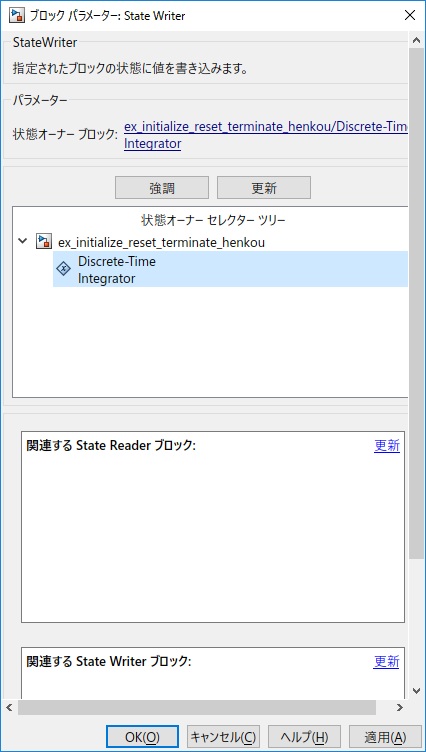 ブロック パラメーター: State Writer
StateWriter
指定されたブロックの状態に値を書き込みます。
パラメーター
状態オーナー ブロック: ex_initialize_reset_terminate_henkou/Discrete-Time
Integrator
強調 更新
状態オーナー セレクター ツリー
ex_initialize_reset_terminate_henkou
Discrete-Time
Integrator
関連する State Reader ブロック: 更新
関連する State Writer ブロック: 更新
OK(O) キャンセル(C) ヘルプ(H) 適用(A)